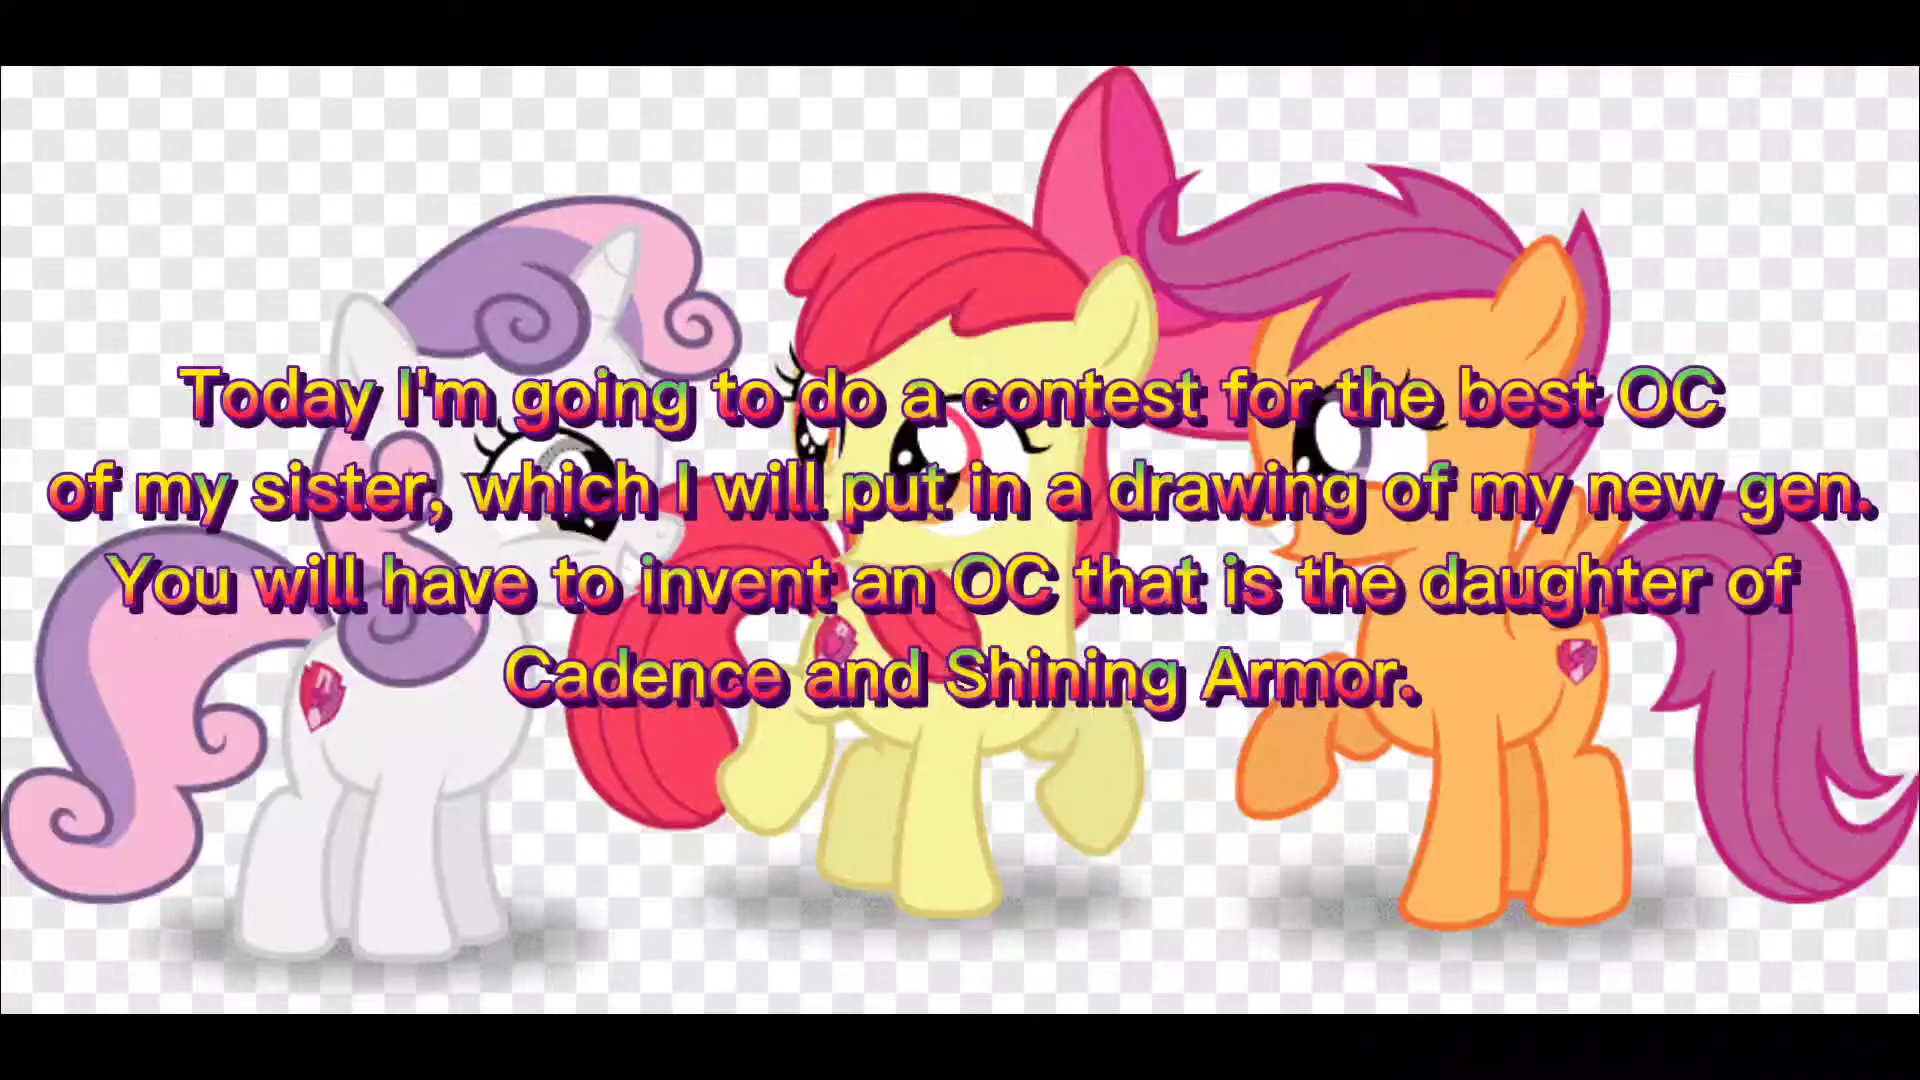 Today I'm going to do a contest for the best OC
of my sister, which I will put in a drawing of my new gen.
You will have to invent an OC that is the daughter of
Cadence and Shining Armor.